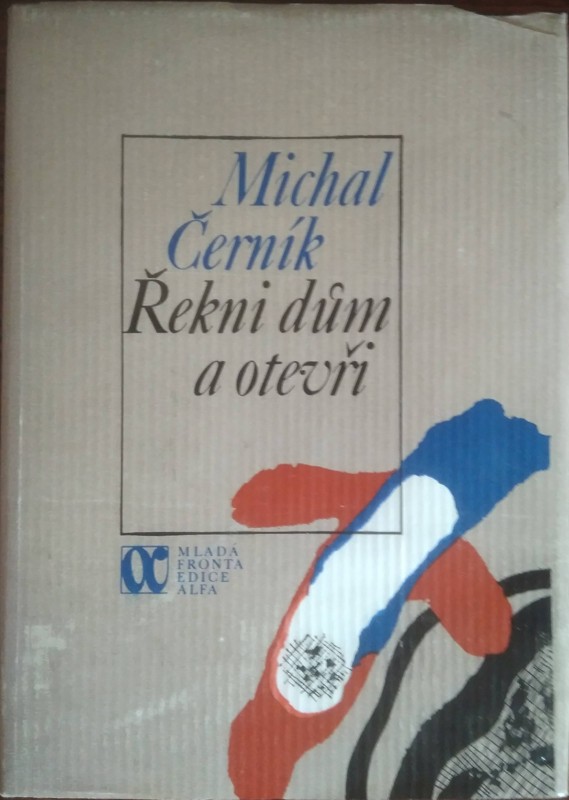 Michal
Černík
Řekni dům
a otevři
α
MLADÁ
FRONTA
EDICE
ALFA